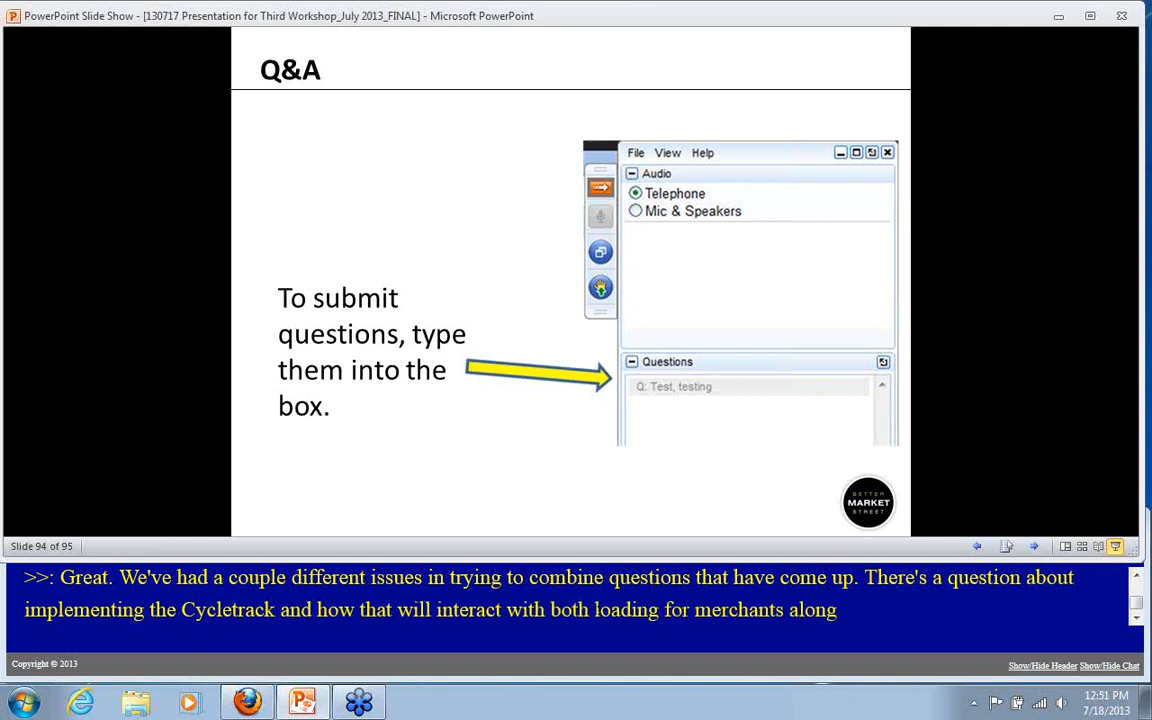 PowerPoint Slide Show - [130717 Presentation for Third Workshop_July 2013_FINAL] - Microsoft PowerPoint
Q&A
File View Help
Audio
Telephone
Mic & Speakers
To submit
questions, type
them into the
box.
Questions
Q: Test, testing
BETTER
MARKET
STREET
Slide 94 of 95
>>: Great. We've had a couple different issues in trying to combine questions that have come up. There's a question about
implementing the Cycletrack and how that will interact with both loading for merchants along
Copyright © 2013
Show/Hide Header Show/Hide Chat
12:51 PM
7/18/2013